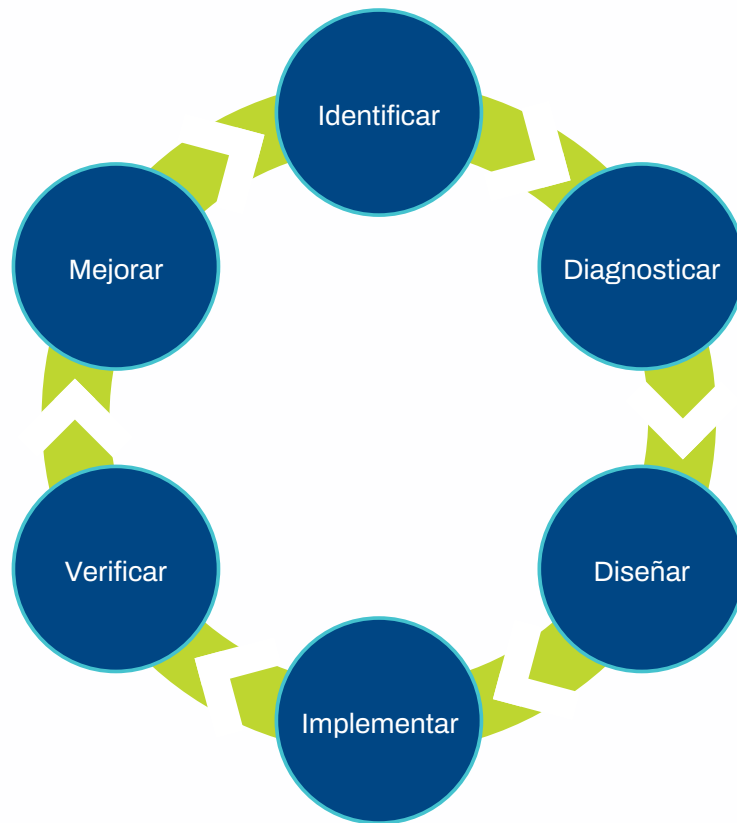 Identificar
Diagnosticar
Diseñar
Implementar
Verificar
Mejorar